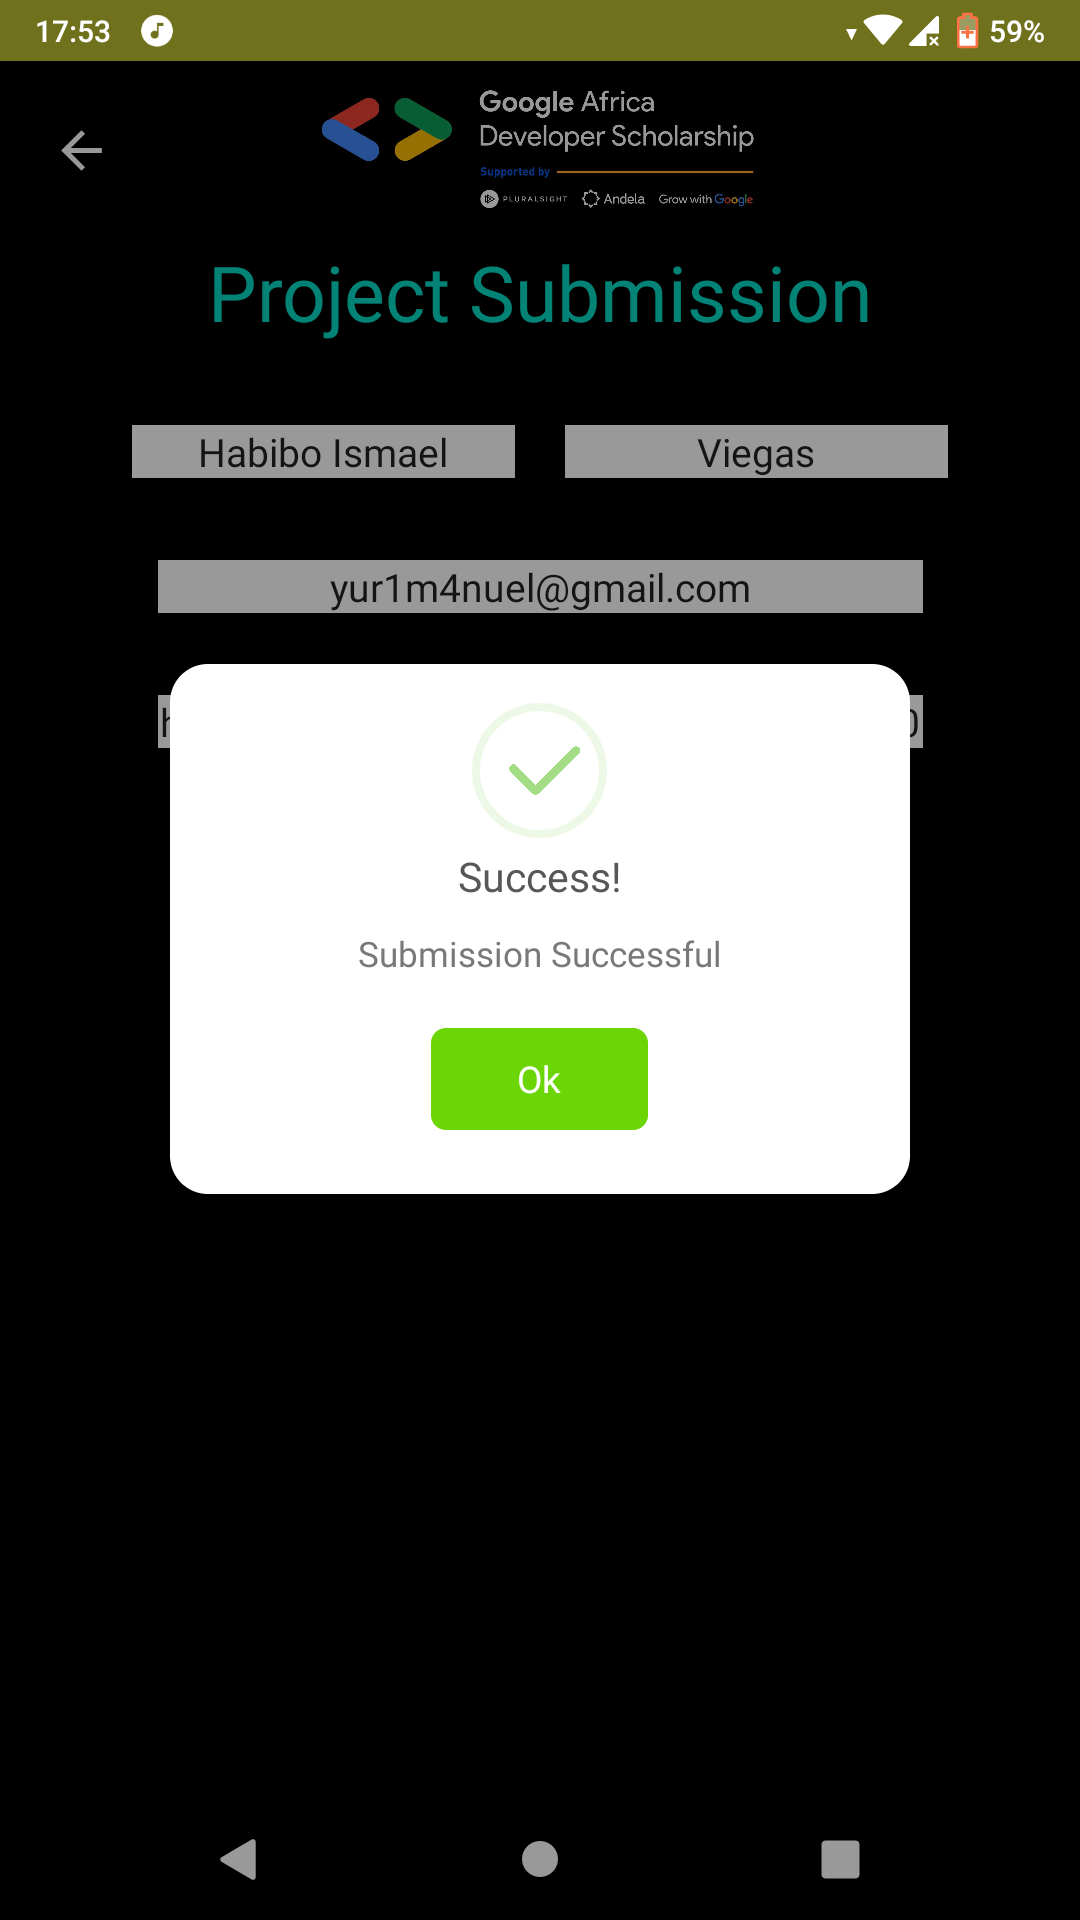 17:53
59%
Google Africa
Developer Scholarship
Supported by
PLURALSIGHT Andela Grow with Google
Project Submission
Habibo Ismael Viegas
yur1m4nuel@gmail.com
Success!
Submission Successful
Ok